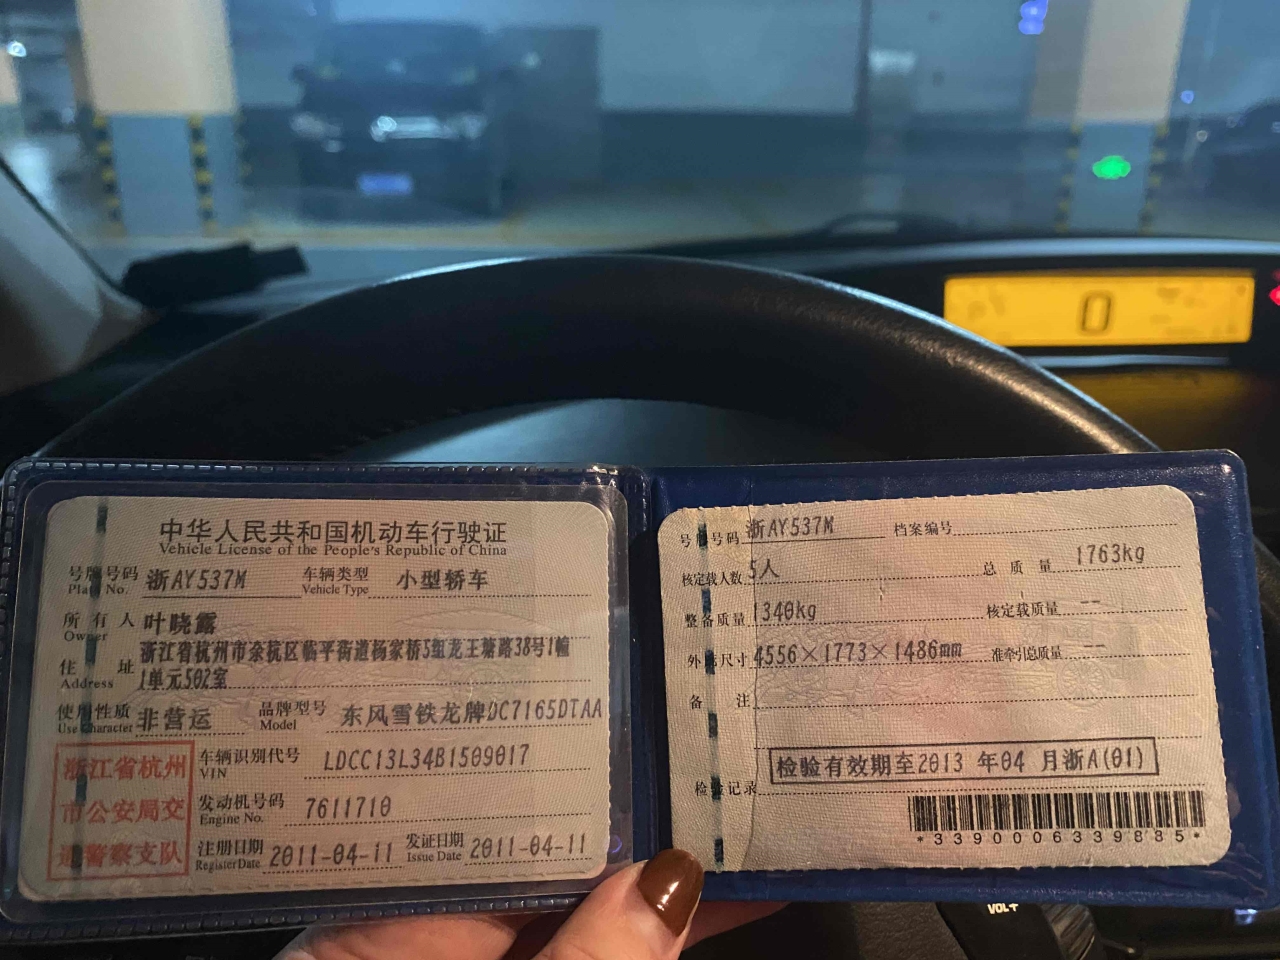 中华人民共和国机动车行驶证
Vehicle License of the People's Republic of China
号牌号码 浙AY537M 车辆类型 小型轿车
Plate No. Vehicle Type
所有人 叶晓露
Owner
住址 浙江省杭州市余杭区临平街道杨家桥5组龙王塘路38号1幢
Address 1单元502室
使用性质 非营运 品牌型号 东风雪铁龙牌DC7165DTAA
Use Character Model
浙江省杭州
市公安局交
通警察支队
车辆识别代号 LDCC13L34B1509017
VIN
发动机号码 7611710
Engine No.
注册日期 2011-04-11 发证日期 2011-04-11
Register Date Issue Date
号牌号码 浙AY537M 档案编号
核定载人数 5人 总质量 1763kg
整备质量 1340kg 核定载质量 --
外廓尺寸 4556×1773×1486mm 准牵引总质量 --
备注
检验有效期至2013 年04 月浙A(01)
检验记录
*3390006339835*
0
VOL+